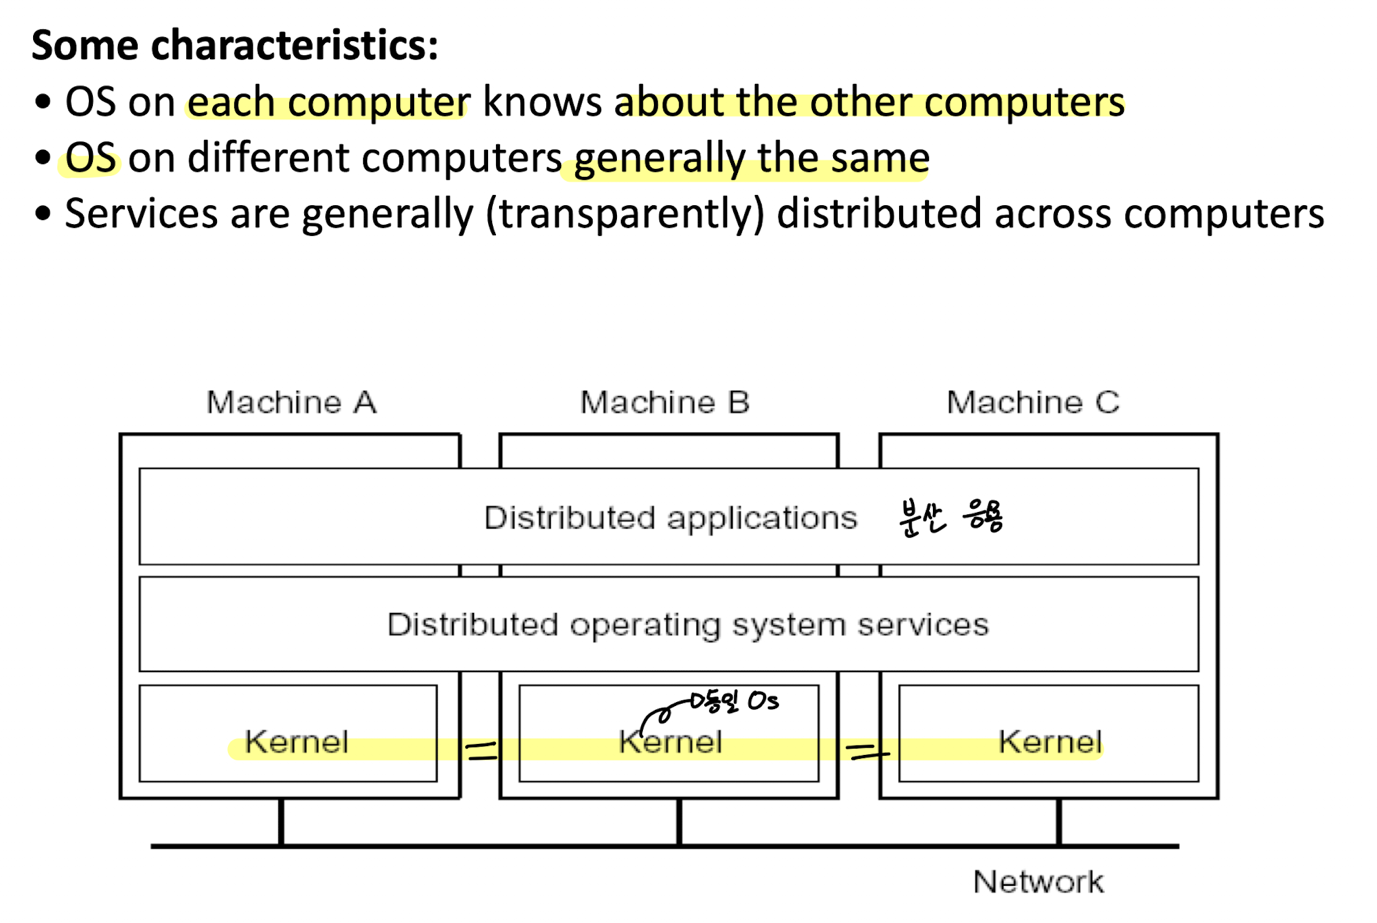 Some characteristics:
• OS on each computer knows about the other computers
• OS on different computers generally the same
• Services are generally (transparently) distributed across computers
Machine A Machine B Machine C
Distributed applications 분산 응용
Distributed operating system services
동일 Os
Kernel = Kernel = Kernel
Network